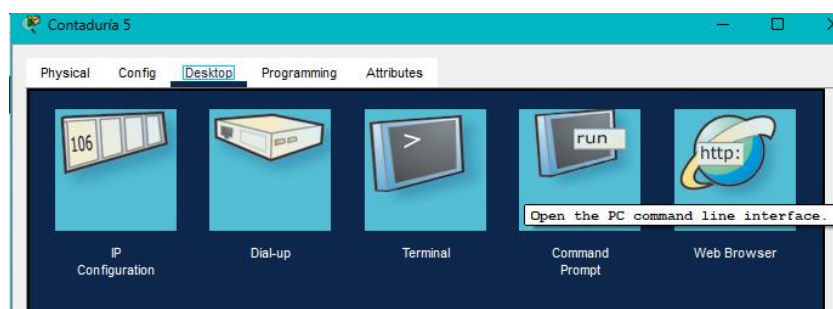 Contaduría 5
Physical Config Desktop Programming Attributes
106
>
run
http:
Open the PC command line interface.
IP
Configuration
Dial-up
Terminal
Command
Prompt
Web Browser